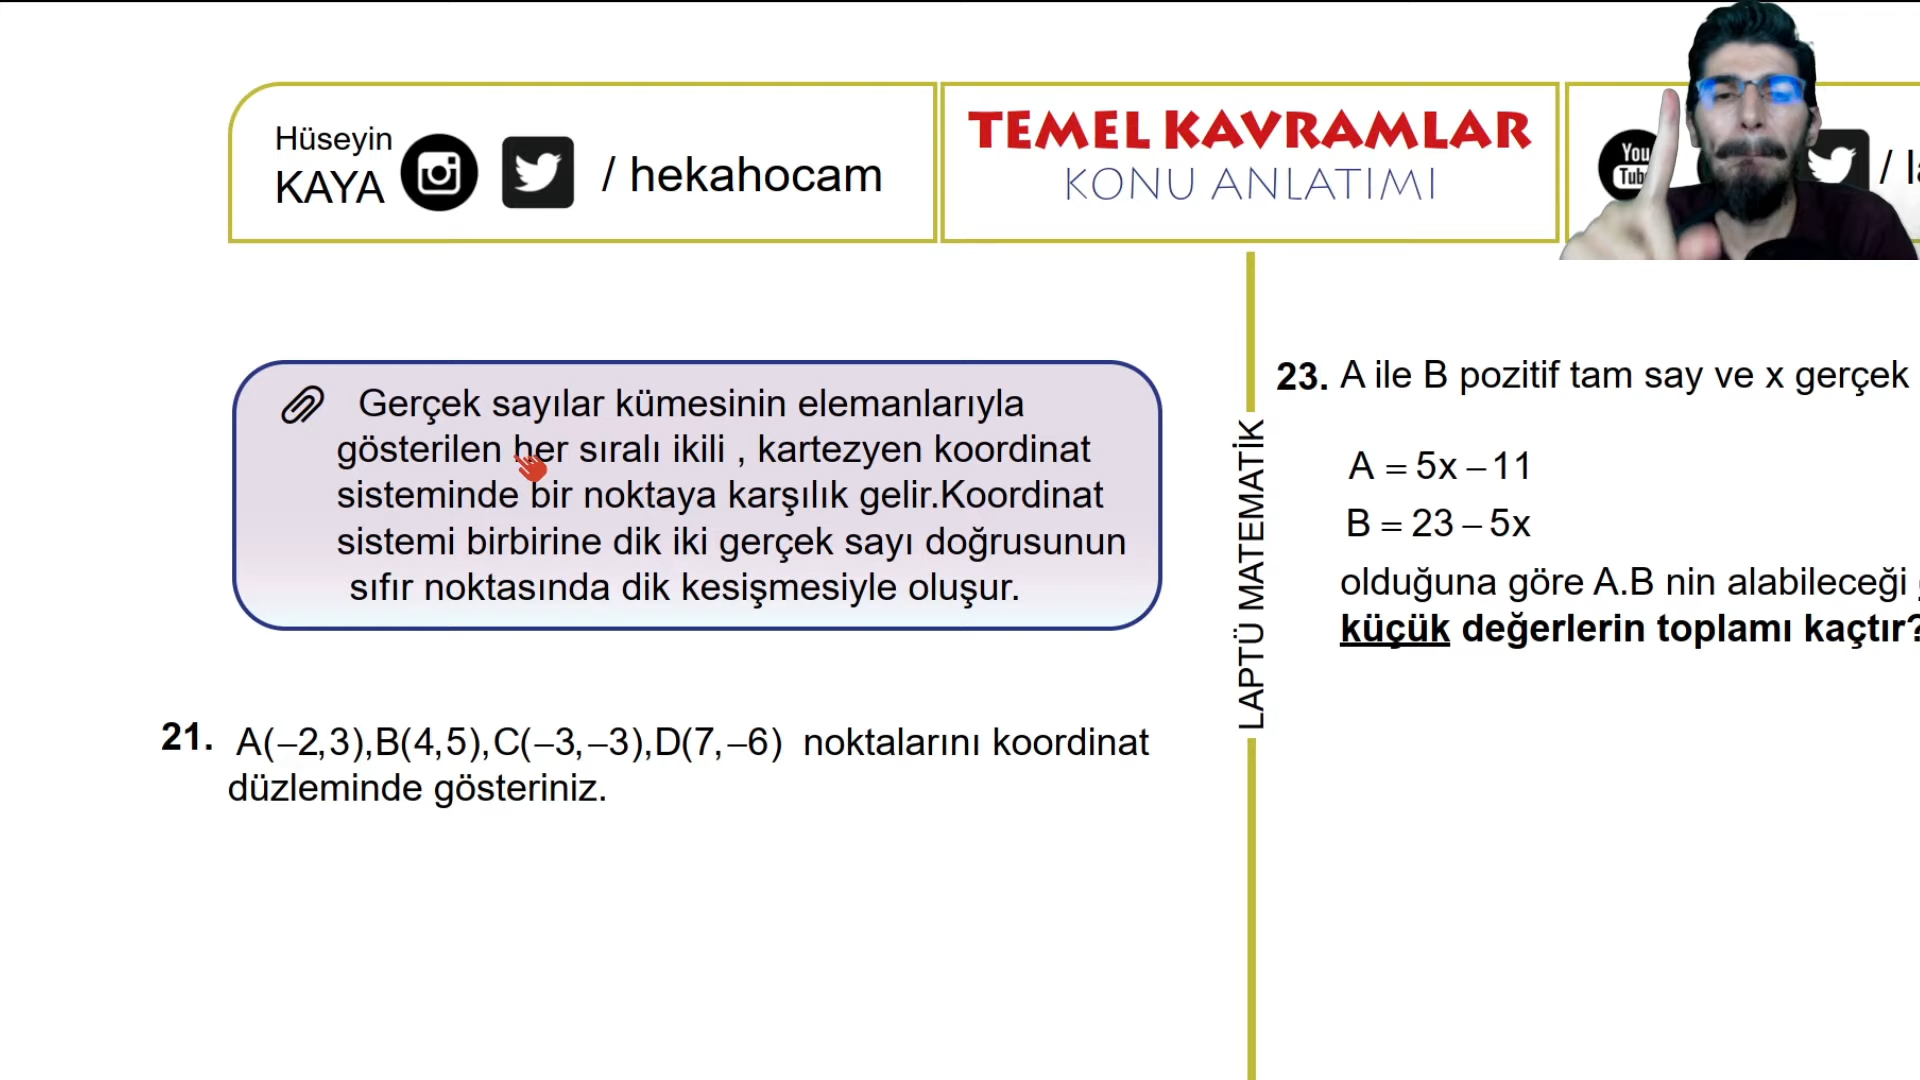 Hüseyin
KAYA
/ hekahocam
TEMEL KAVRAMLAR
KONU ANLATIMI
You
Tube
/ la
Gerçek sayılar kümesinin elemanlarıyla
gösterilen her sıralı ikili , kartezyen koordinat
sisteminde bir noktaya karşılık gelir.Koordinat
sistemi birbirine dik iki gerçek sayı doğrusunun
sıfır noktasında dik kesişmesiyle oluşur.
21. A(–2,3),B(4,5),C(–3,–3),D(7,–6) noktalarını koordinat
düzleminde gösteriniz.
LAPTÜ MATEMATİK
23. A ile B pozitif tam say ve x gerçek
A = 5x – 11
B = 23 – 5x
olduğuna göre A.B nin alabileceği
küçük değerlerin toplamı kaçtır?